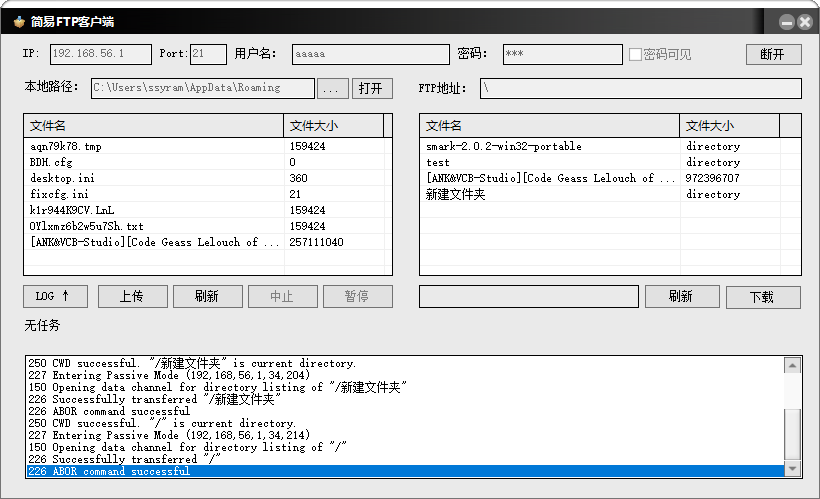 简易FTP客户端
IP: 192.168.56.1 Port: 21 用户名: aaaaa 密码: *** 密码可见 断开
本地路径: C:\Users\ssyram\AppData\Roaming ... 打开 FTP地址: \
文件名 文件大小
aqn79k78.tmp 159424
BDH.cfg 0
desktop.ini 360
fixcfg.ini 21
k1r944K9CV.LnL 159424
OYlxmz6b2w5u7Sh.txt 159424
[ANK&VCB-Studio][Code Geass Lelouch of ... 257111040
文件名 文件大小
smark-2.0.2-win32-portable directory
test directory
[ANK&VCB-Studio][Code Geass Lelouch of ... 972396707
新建文件夹 directory
LOG ↑ 上传 刷新 中止 暂停 刷新 下载
无任务
250 CWD successful. "/新建文件夹" is current directory.
227 Entering Passive Mode (192,168,56,1,34,204)
150 Opening data channel for directory listing of "/新建文件夹"
226 Successfully transferred "/新建文件夹"
226 ABOR command successful
250 CWD successful. "/" is current directory.
227 Entering Passive Mode (192,168,56,1,34,214)
150 Opening data channel for directory listing of "/"
226 Successfully transferred "/"
226 ABOR command successful